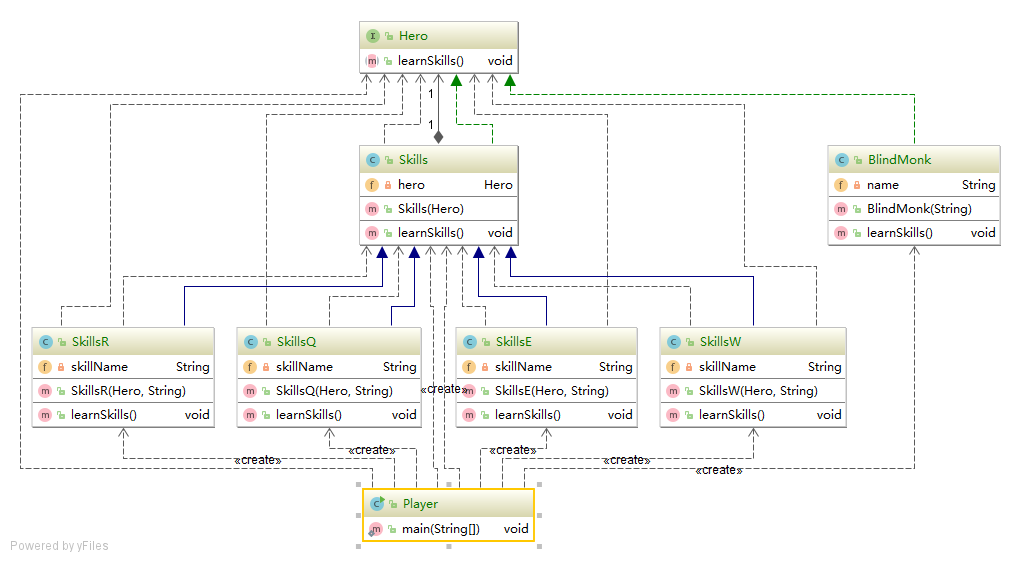 I Hero
m learnSkills() void
1
1
C Skills
f hero Hero
m Skills(Hero)
m learnSkills() void
C BlindMonk
f name String
m BlindMonk(String)
m learnSkills() void
C SkillsR
f skillName String
m SkillsR(Hero, String)
m learnSkills() void
C SkillsQ
f skillName String
m SkillsQ(Hero, String)
m learnSkills() void
«create»
C SkillsE
f skillName String
m SkillsE(Hero, String)
m learnSkills() void
C SkillsW
f skillName String
m SkillsW(Hero, String)
m learnSkills() void
«create»
«create»
«create»
«create»
«create»
C Player
m main(String[]) void
Powered by yFiles